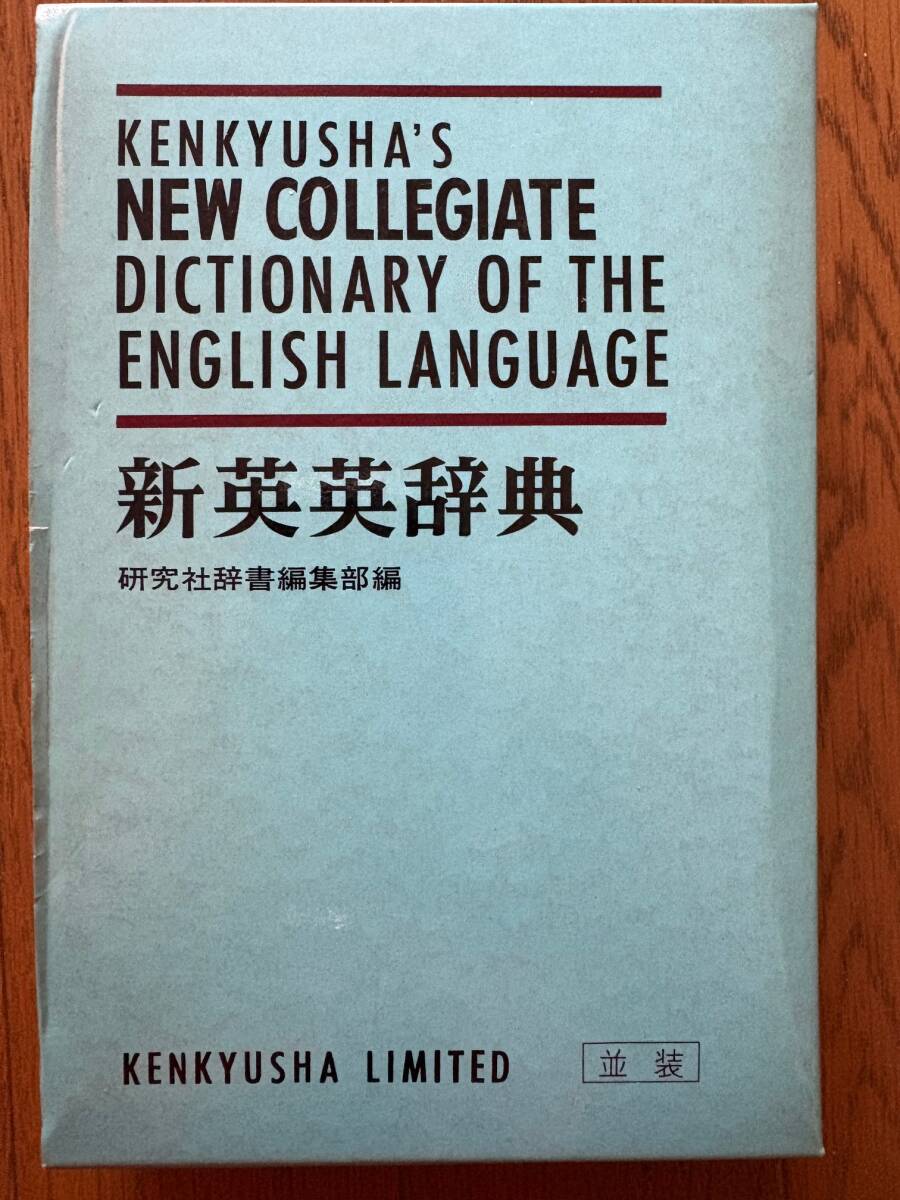 KENKYUSHA'S
NEW COLLEGIATE
DICTIONARY OF THE
ENGLISH LANGUAGE
新英英辞典
研究社辞書編集部編
KENKYUSHA LIMITED
並装